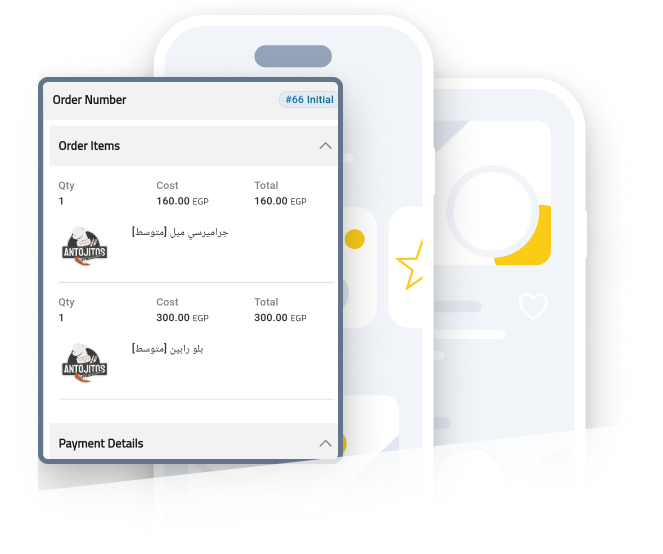 Order Number
#66 Initial
Order Items
Qty Cost Total
1 160.00 EGP 160.00 EGP
جراميرسي ميل [متوسط]
ANTOJITOS
Qty Cost Total
1 300.00 EGP 300.00 EGP
بلو رابين [متوسط]
ANTOJITOS
Payment Details